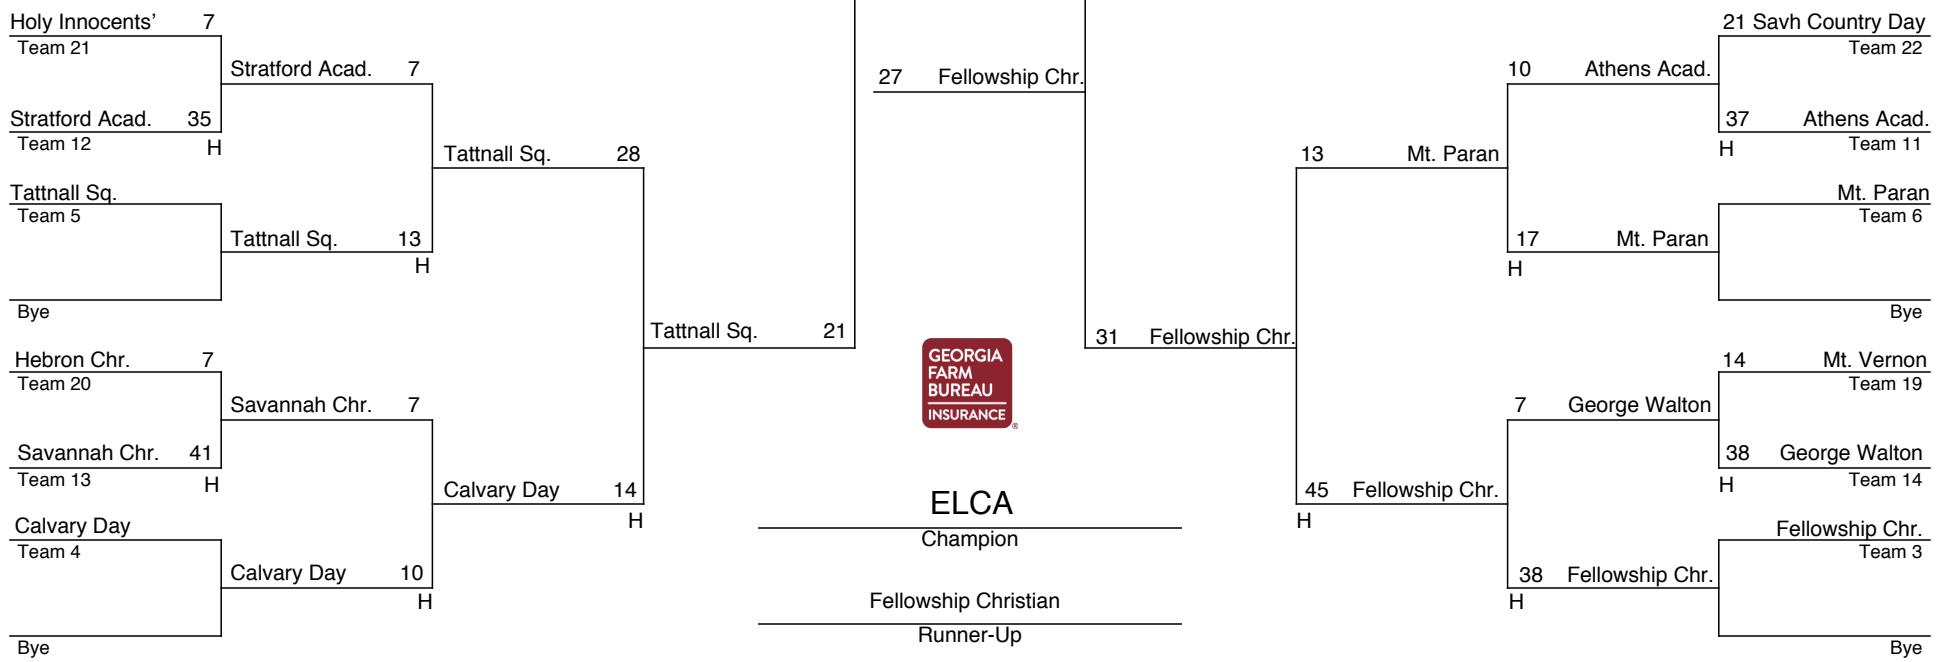 Holy Innocents’ 7
Team 21
Stratford Acad. 7
Stratford Acad. 35
Team 12
H
Tattnall Sq. 28
Tattnall Sq.
Team 5
Tattnall Sq. 13
H
Bye
Tattnall Sq. 21
Hebron Chr. 7
Team 20
Savannah Chr. 7
Savannah Chr. 41
Team 13
H
Calvary Day 14
H
Calvary Day
Team 4
Calvary Day 10
H
Bye
27 Fellowship Chr.
GEORGIA
FARM
BUREAU
INSURANCE
®
ELCA
Champion
Fellowship Christian
Runner-Up
21 Savh Country Day
Team 22
10 Athens Acad.
37 Athens Acad.
H Team 11
13 Mt. Paran
Mt. Paran
Team 6
17 Mt. Paran
H
Bye
31 Fellowship Chr.
14 Mt. Vernon
Team 19
7 George Walton
38 George Walton
H Team 14
45 Fellowship Chr.
H
Fellowship Chr.
Team 3
38 Fellowship Chr.
H
Bye